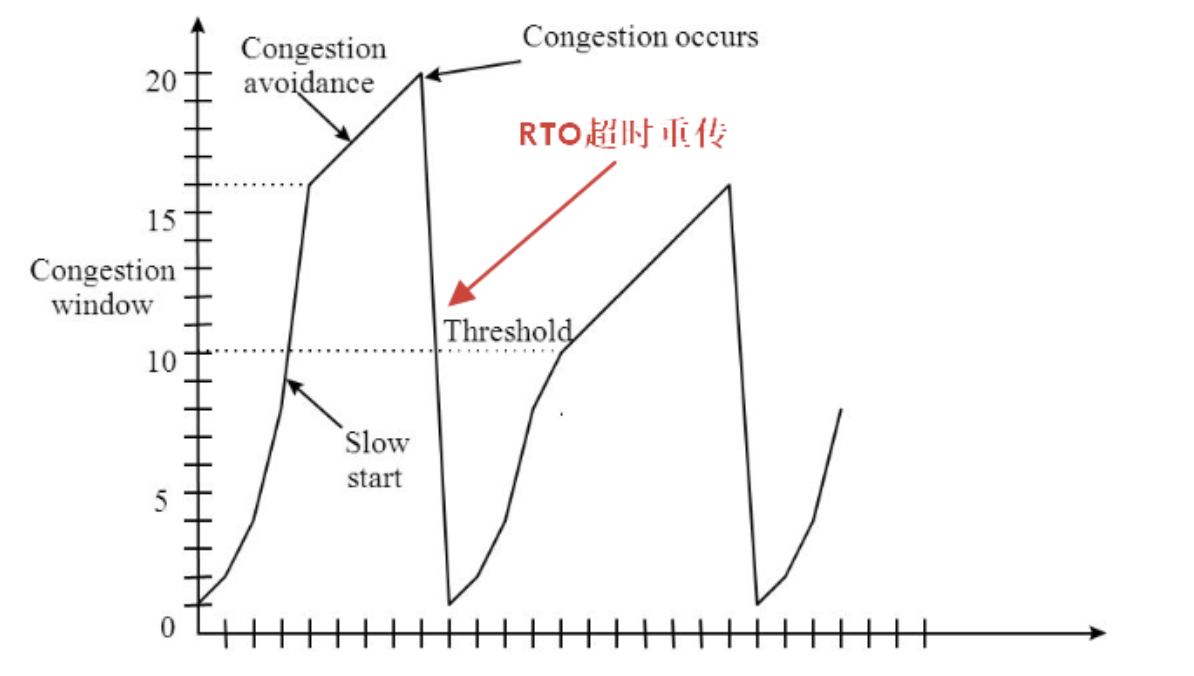 Congestion occurs
Congestion
avoidance
20
RTO超时重传
15
Congestion
window
Threshold
10
Slow
start
5
0